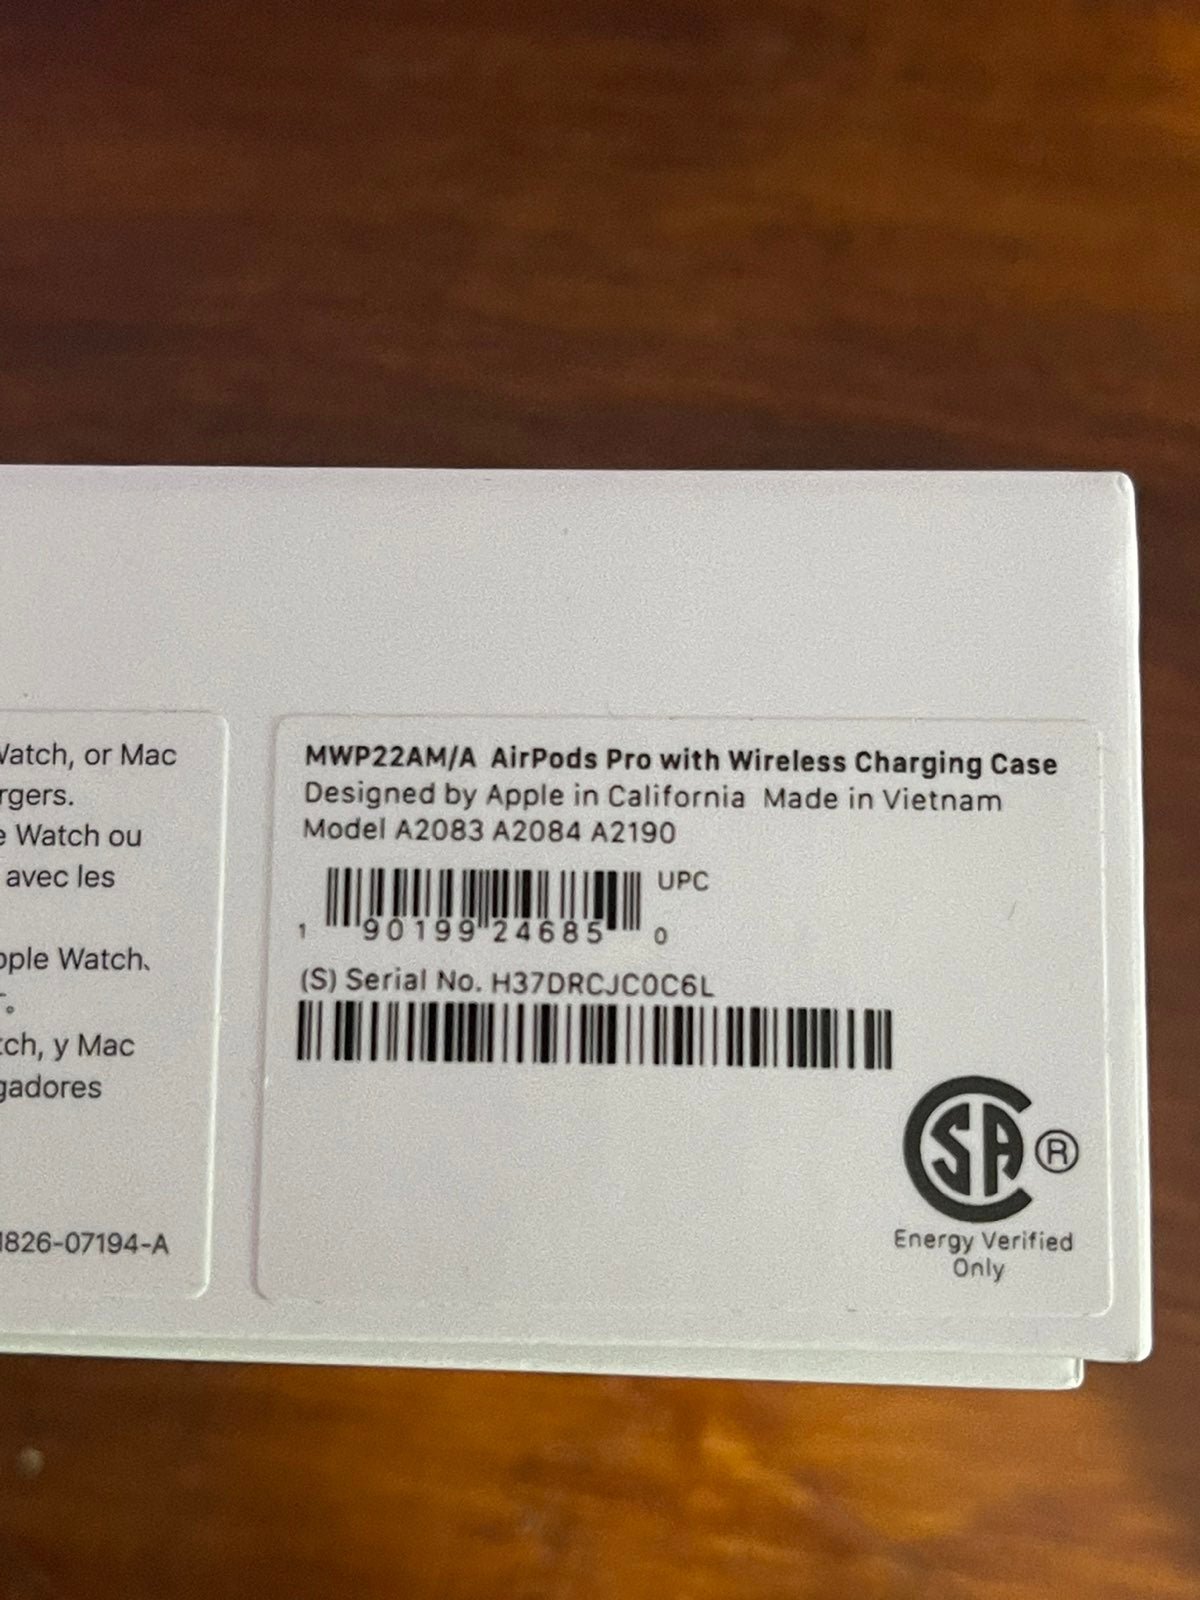 Watch, or Mac
rgers.
e Watch ou
avec les
pple Watch、
。
tch, y Mac
gadores
1826-07194-A
MWP22AM/A AirPods Pro with Wireless Charging Case
Designed by Apple in California Made in Vietnam
Model A2083 A2084 A2190
UPC
1 90199 24685 0
(S) Serial No. H37DRCJC0C6L
CSA ®
Energy Verified
Only